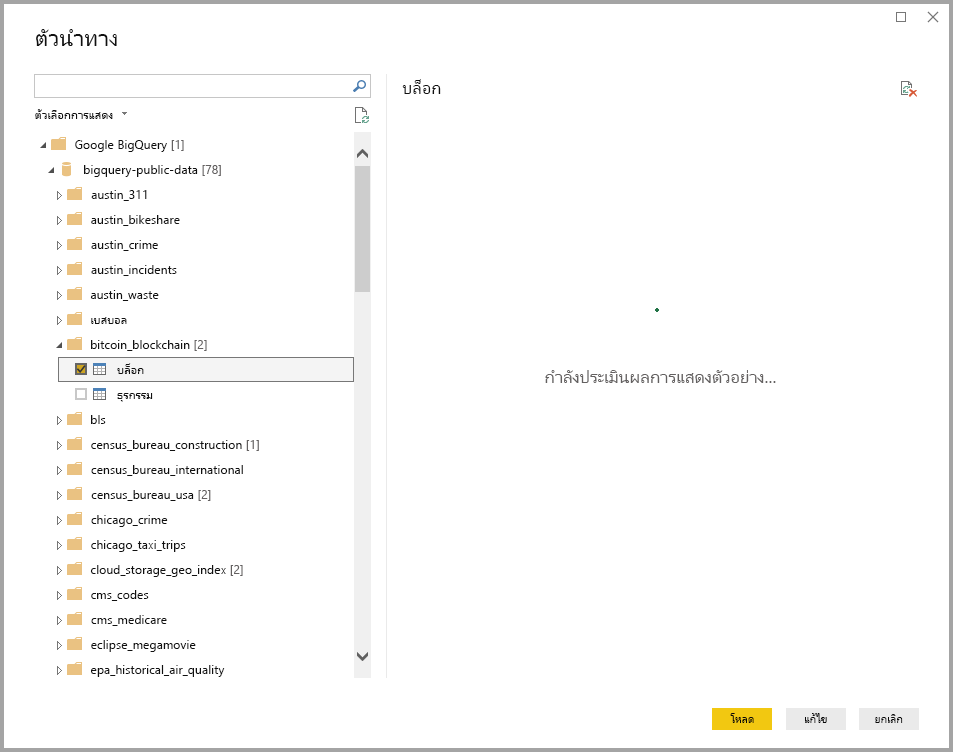 ตัวนำทาง
ตัวเลือกการแสดง
Google BigQuery [1]
bigquery-public-data [78]
austin_311
austin_bikeshare
austin_crime
austin_incidents
austin_waste
เบสบอล
bitcoin_blockchain [2]
บล็อก
ธุรกรรม
bls
census_bureau_construction [1]
census_bureau_international
census_bureau_usa [2]
chicago_crime
chicago_taxi_trips
cloud_storage_geo_index [2]
cms_codes
cms_medicare
eclipse_megamovie
epa_historical_air_quality
บล็อก
กำลังประเมินผลการแสดงตัวอย่าง...
โหลด
แก้ไข
ยกเลิก